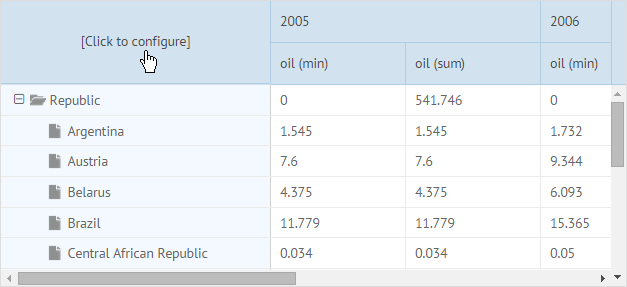 [Click to configure] 2005 2006
oil (min) oil (sum) oil (min)
Republic 0 541.746 0
Argentina 1.545 1.545 1.732
Austria 7.6 7.6 9.344
Belarus 4.375 4.375 6.093
Brazil 11.779 11.779 15.365
Central African Republic 0.034 0.034 0.05